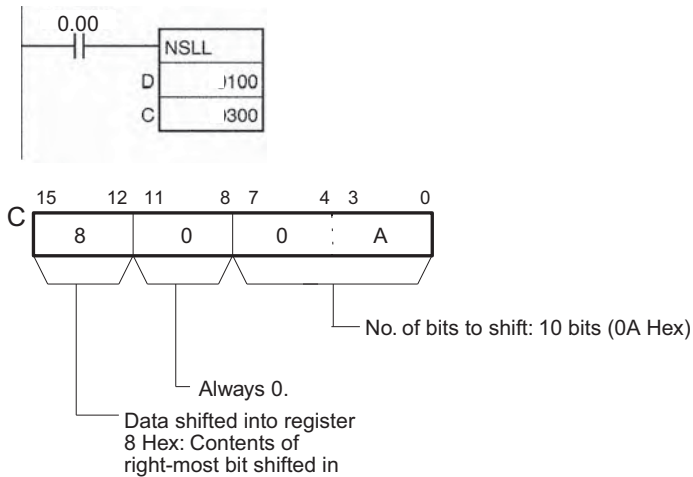 0.00
NSLL
D 100
C 300
15 12 11 8 7 4 3 0
C
8 0 0 A
No. of bits to shift: 10 bits (0A Hex)
Always 0.
Data shifted into register
8 Hex: Contents of
right-most bit shifted in